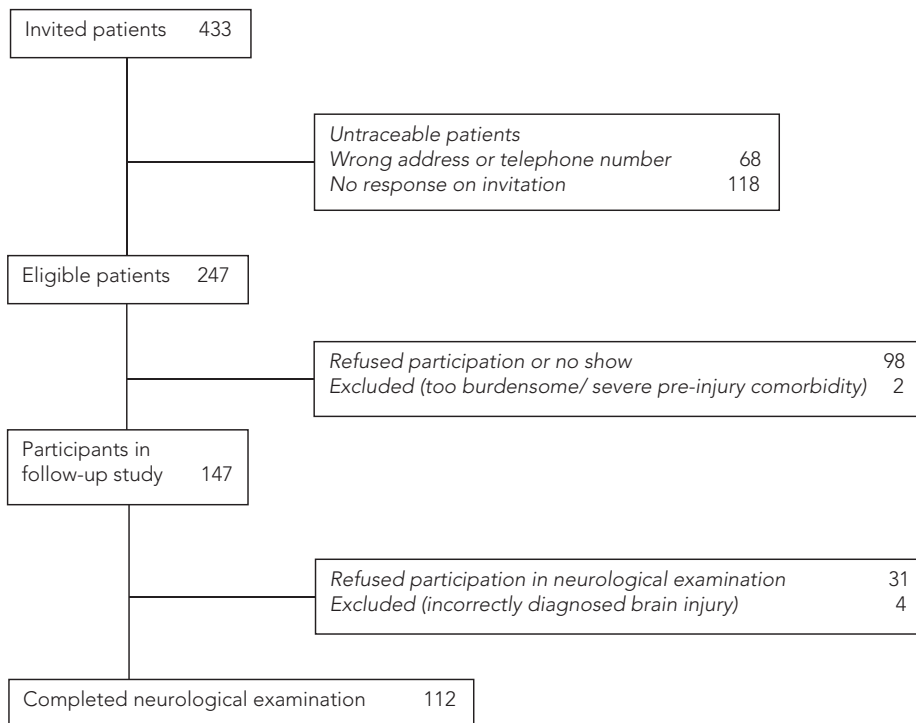 Invited patients 433
Untraceable patients
Wrong address or telephone number 68
No response on invitation 118
Eligible patients 247
Refused participation or no show 98
Excluded (too burdensome/ severe pre-injury comorbidity) 2
Participants in
follow-up study 147
Refused participation in neurological examination 31
Excluded (incorrectly diagnosed brain injury) 4
Completed neurological examination 112